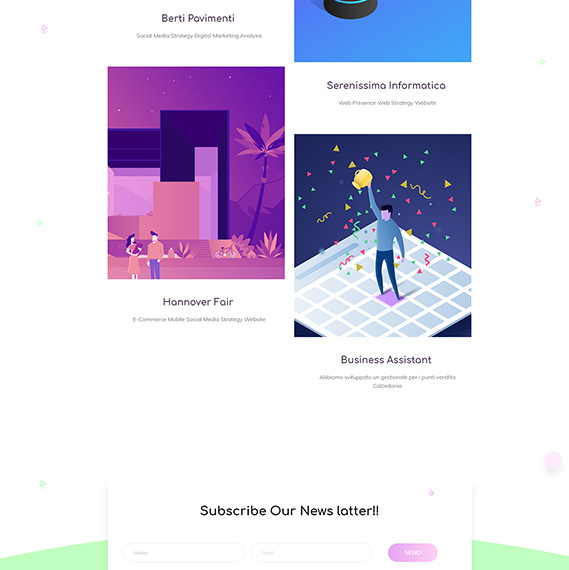 Berti Pavimenti
Social Media Strategy Digital Marketing Analysis
Serenissima Informatica
Web Presence Web Strategy Website
Hannover Fair
E-Commerce Mobile Social Media Strategy Website
Business Assistant
Abbiamo sviluppato un gestionale per i punti vendita
Calzedonia
Subscribe Our News latter!!
Name
Email
SEND